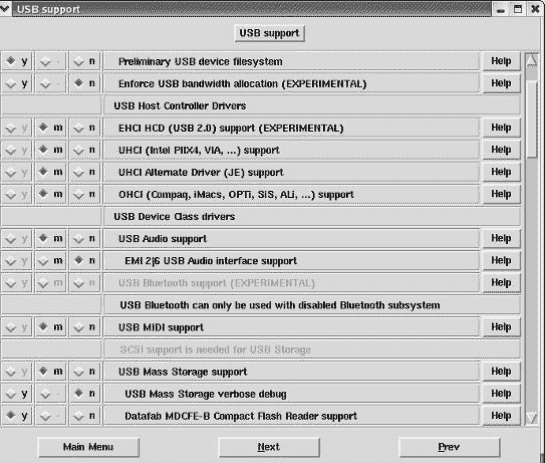 USB support
USB support
y - n Preliminary USB device filesystem Help
y - n Enforce USB bandwidth allocation (EXPERIMENTAL) Help
USB Host Controller Drivers
y m n EHCI HCD (USB 2.0) support (EXPERIMENTAL) Help
y m n UHCI (Intel PIIX4, VIA, ...) support Help
y m n UHCI Alternate Driver (JE) support Help
y m n OHCI (Compaq, iMacs, OPTi, SiS, ALi, ...) support Help
USB Device Class drivers
y m n USB Audio support Help
y - n EMI 2|6 USB Audio interface support Help
y m n USB Bluetooth support (EXPERIMENTAL) Help
USB Bluetooth can only be used with disabled Bluetooth subsystem
y m n USB MIDI support Help
SCSI support is needed for USB Storage
y m n USB Mass Storage support Help
y - n USB Mass Storage verbose debug Help
y - n Datafab MDCFE-B Compact Flash Reader support Help
Main Menu Next Prev